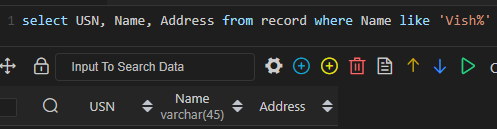 1 select USN, Name, Address from record where Name like 'Vish%'
Input To Search Data
USN Name Address
varchar(45)